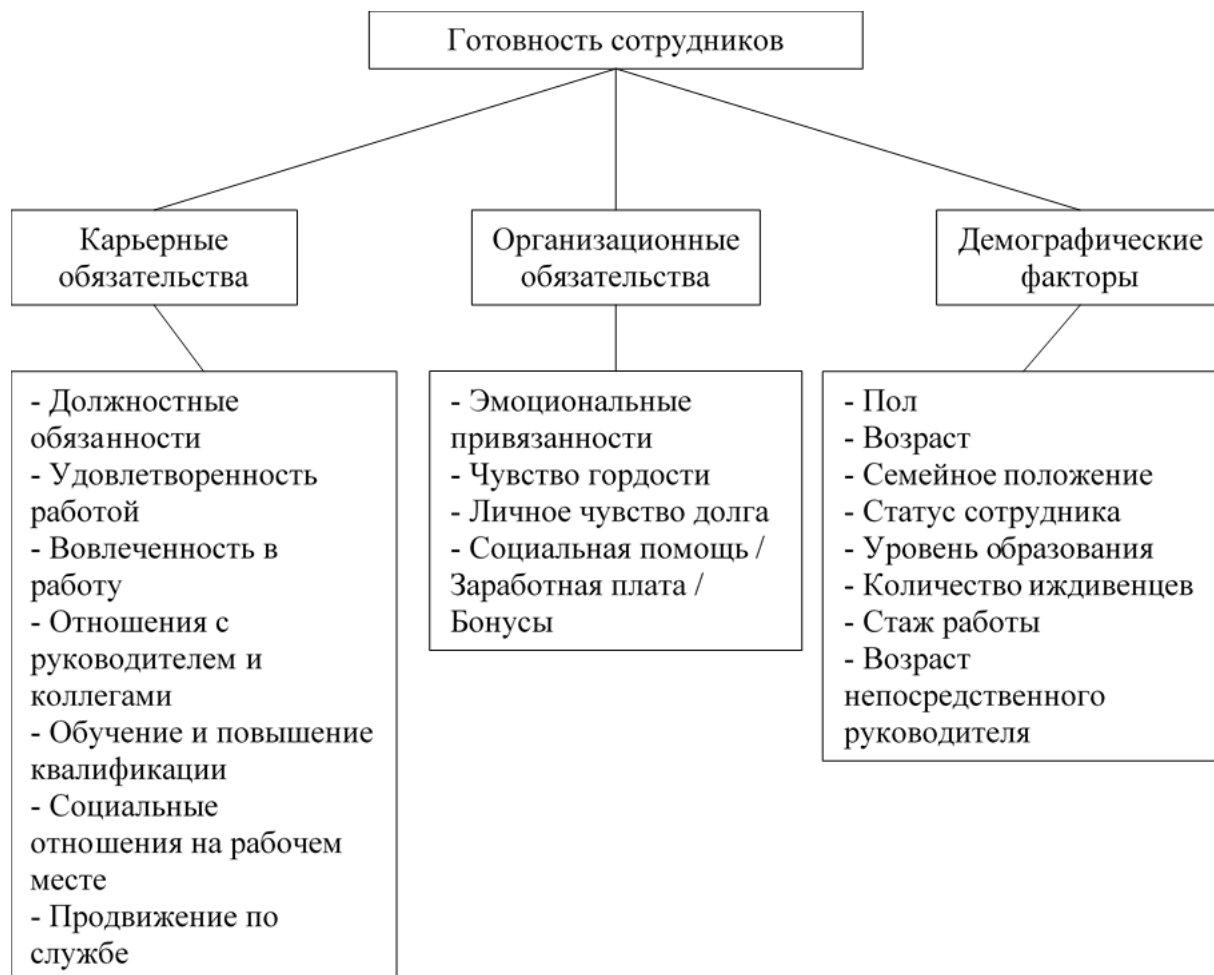 Готовность сотрудников
Карьерные
обязательства
Организационные
обязательства
Демографические
факторы
- Должностные
обязанности
- Удовлетворенность
работой
- Вовлеченность в
работу
- Отношения с
руководителем и
коллегами
- Обучение и повышение
квалификации
- Социальные
отношения на рабочем
месте
- Продвижение по
службе
- Эмоциональные
привязанности
- Чувство гордости
- Личное чувство долга
- Социальная помощь /
Заработная плата /
Бонусы
- Пол
- Возраст
- Семейное положение
- Статус сотрудника
- Уровень образования
- Количество иждивенцев
- Стаж работы
- Возраст
непосредственного
руководителя